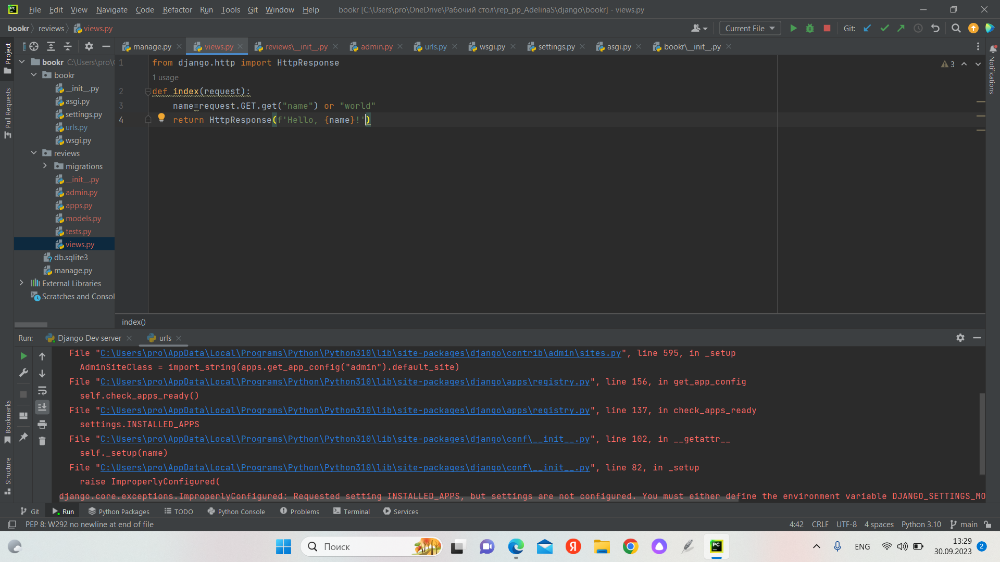 File Edit View Navigate Code Refactor Run Tools Git Window Help bookr [C:\Users\pro\OneDrive\Рабочий стол\rep_pp_AdelinaS\django\bookr] - views.py
bookr reviews views.py Current File Git:
manage.py views.py reviews\__init__.py admin.py urls.py wsgi.py settings.py asgi.py bookr\__init__.py
Project
Pull Requests
Bookmarks
Structure
Notifications
bookr C:\Users\pro\
bookr
__init__.py
asgi.py
settings.py
urls.py
wsgi.py
reviews
migrations
__init__.py
admin.py
apps.py
models.py
tests.py
views.py
db.sqlite3
manage.py
External Libraries
Scratches and Consol
1 from django.http import HttpResponse
1 usage
2 def index(request):
3 name=request.GET.get("name") or "world"
4 return HttpResponse(f'Hello, {name}!')
3
index()
Run: Django Dev server urls
File "C:\Users\pro\AppData\Local\Programs\Python\Python310\lib\site-packages\django\contrib\admin\sites.py", line 595, in _setup
AdminSiteClass = import_string(apps.get_app_config("admin").default_site)
File "C:\Users\pro\AppData\Local\Programs\Python\Python310\lib\site-packages\django\apps\registry.py", line 156, in get_app_config
self.check_apps_ready()
File "C:\Users\pro\AppData\Local\Programs\Python\Python310\lib\site-packages\django\apps\registry.py", line 137, in check_apps_ready
settings.INSTALLED_APPS
File "C:\Users\pro\AppData\Local\Programs\Python\Python310\lib\site-packages\django\conf\__init__.py", line 102, in __getattr__
self._setup(name)
File "C:\Users\pro\AppData\Local\Programs\Python\Python310\lib\site-packages\django\conf\__init__.py", line 82, in _setup
raise ImproperlyConfigured(
django.core.exceptions.ImproperlyConfigured: Requested setting INSTALLED_APPS, but settings are not configured. You must either define the environment variable DJANGO_SETTINGS_MO
Git Run Python Packages TODO Python Console Problems Terminal Services
PEP 8: W292 no newline at end of file 4:42 CRLF UTF-8 4 spaces Python 3.10 main
Поиск ENG 13:29
30.09.2023 2